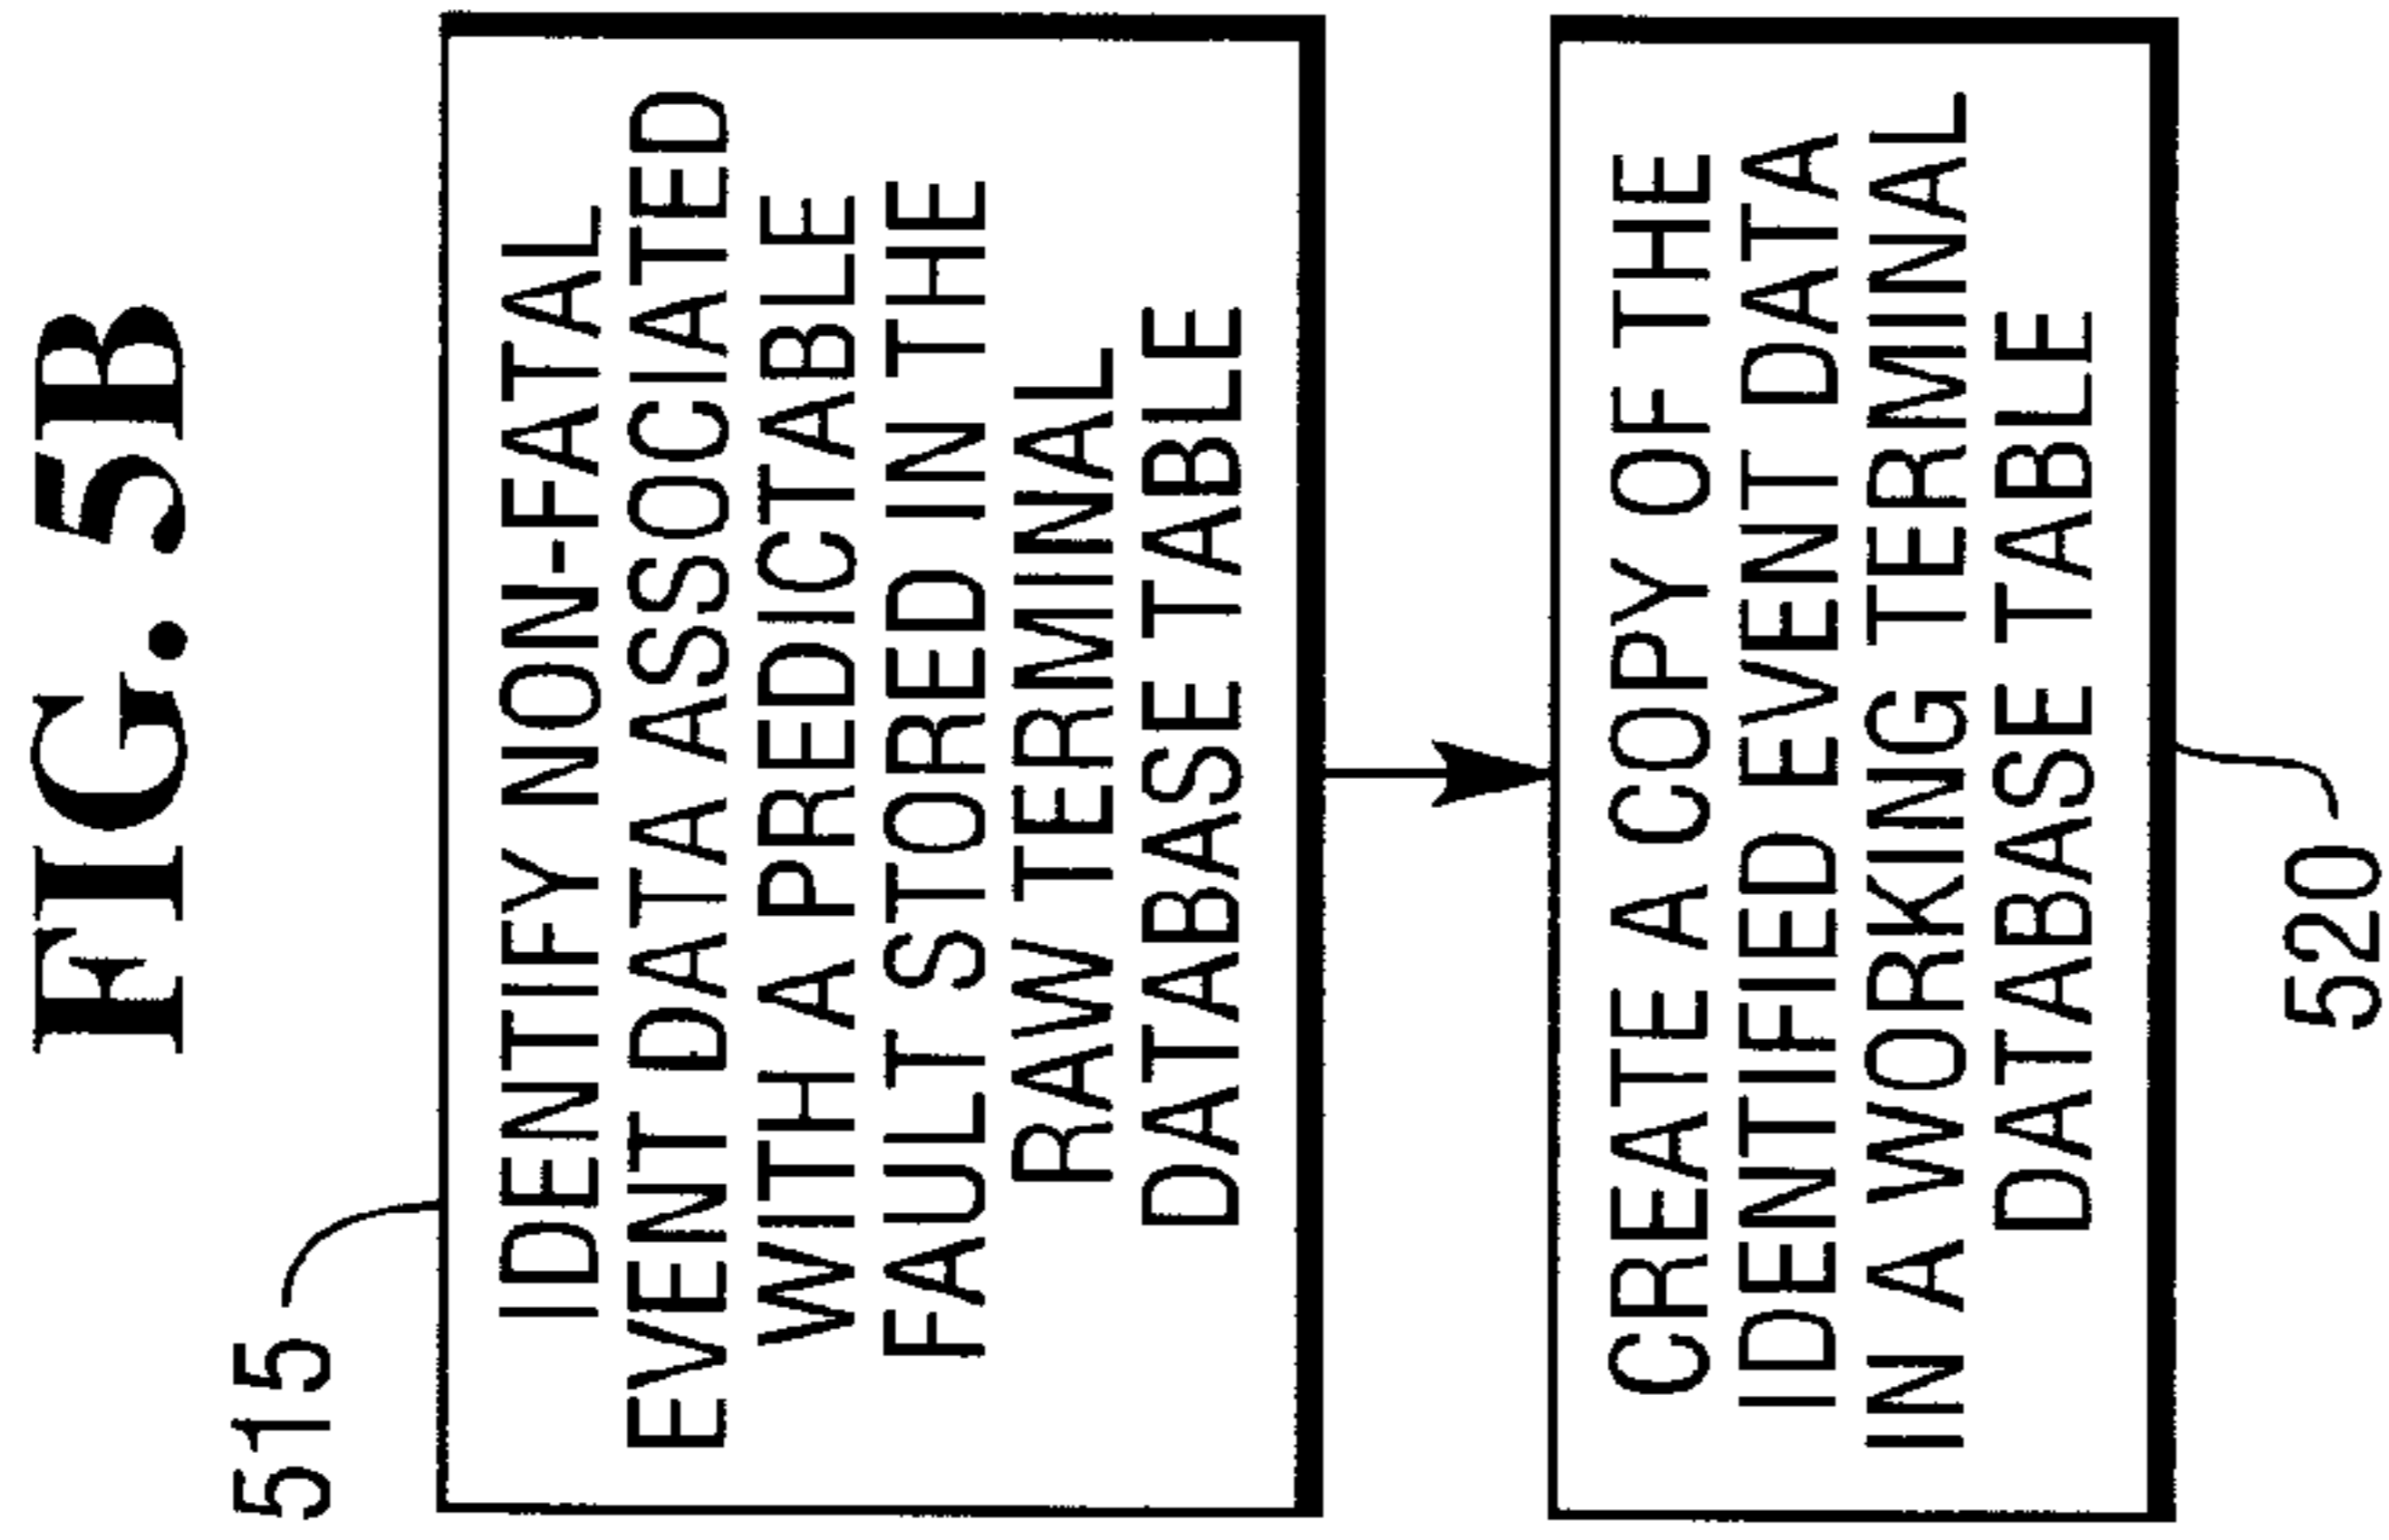 FIG. 5B
515
IDENTIFY NON-FATAL
EVENT DATA ASSOCIATED
WITH A PREDICTABLE
FAULT STORED IN THE
RAW TERMINAL
DATABASE TABLE
CREATE A COPY OF THE
IDENTIFIED EVENT DATA
IN A WORKING TERMINAL
DATABASE TABLE
520